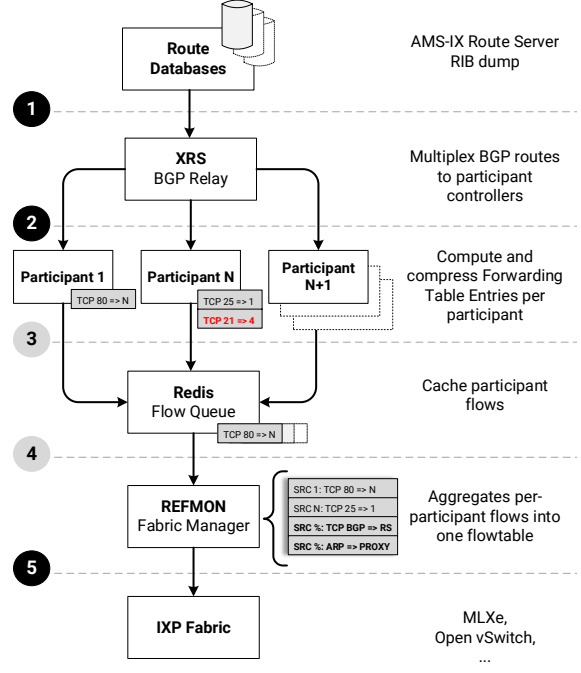 Route
Databases
AMS-IX Route Server
RIB dump
1
XRS
BGP Relay
Multiplex BGP routes
to participant
controllers
2
Participant 1
TCP 80 => N
Participant N
TCP 25 => 1
TCP 21 => 4
Participant
N+1
Compute and
compress Forwarding
Table Entries per
participant
3
Redis
Flow Queue
TCP 80 => N
Cache participant
flows
4
REFMON
Fabric Manager
SRC 1: TCP 80 => N
SRC N: TCP 25 => 1
SRC %: TCP BGP => RS
SRC %: ARP => PROXY
Aggregates per-
participant flows into
one flowtable
5
IXP Fabric
MLXe,
Open vSwitch,
...